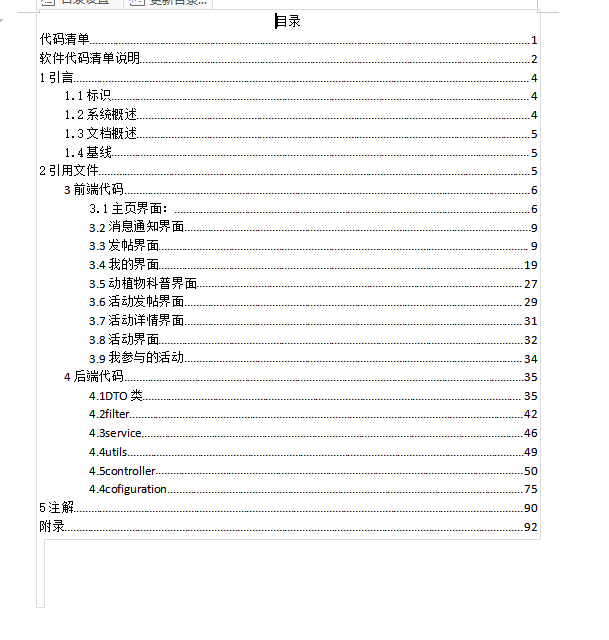 目录设置 更新目录...
目录
代码清单 1
软件代码清单说明 2
1 引言 4
1.1 标识 4
1.2 系统概述 4
1.3 文档概述 5
1.4 基线 5
2 引用文件 5
3 前端代码 6
3.1 主页界面： 6
3.2 消息通知界面 9
3.3 发帖界面 9
3.4 我的界面 19
3.5 动植物科普界面 27
3.6 活动发帖界面 29
3.7 活动详情界面 31
3.8 活动界面 32
3.9 我参与的活动 34
4 后端代码 35
4.1DTO 类 35
4.2filter 42
4.3service 46
4.4utils 49
4.5controller 50
4.4cofiguration 75
5 注解 90
附录 92